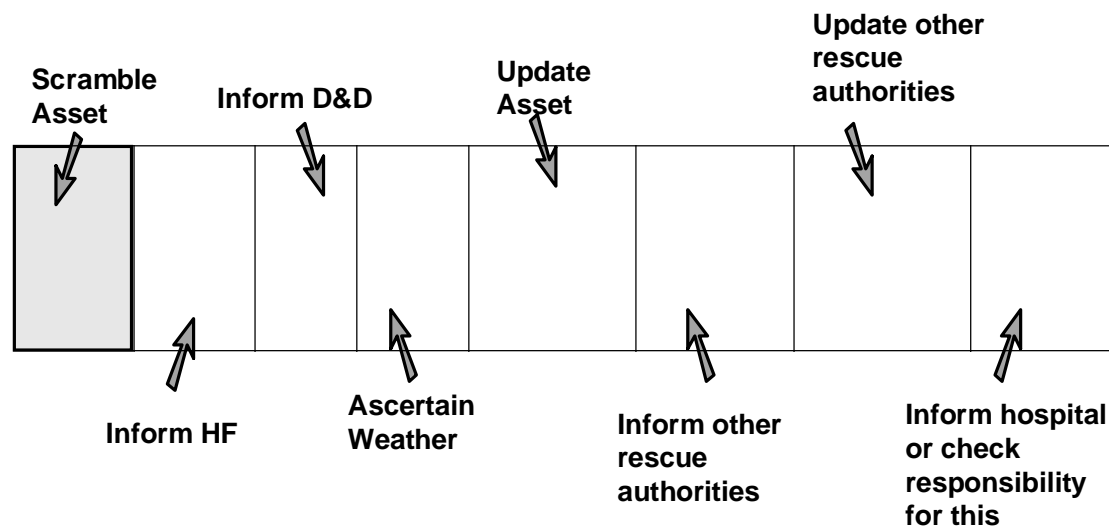 Scramble
Asset
Inform D&D
Update
Asset
Update other
rescue
authorities
Inform HF
Ascertain
Weather
Inform other
rescue
authorities
Inform hospital
or check
responsibility
for this